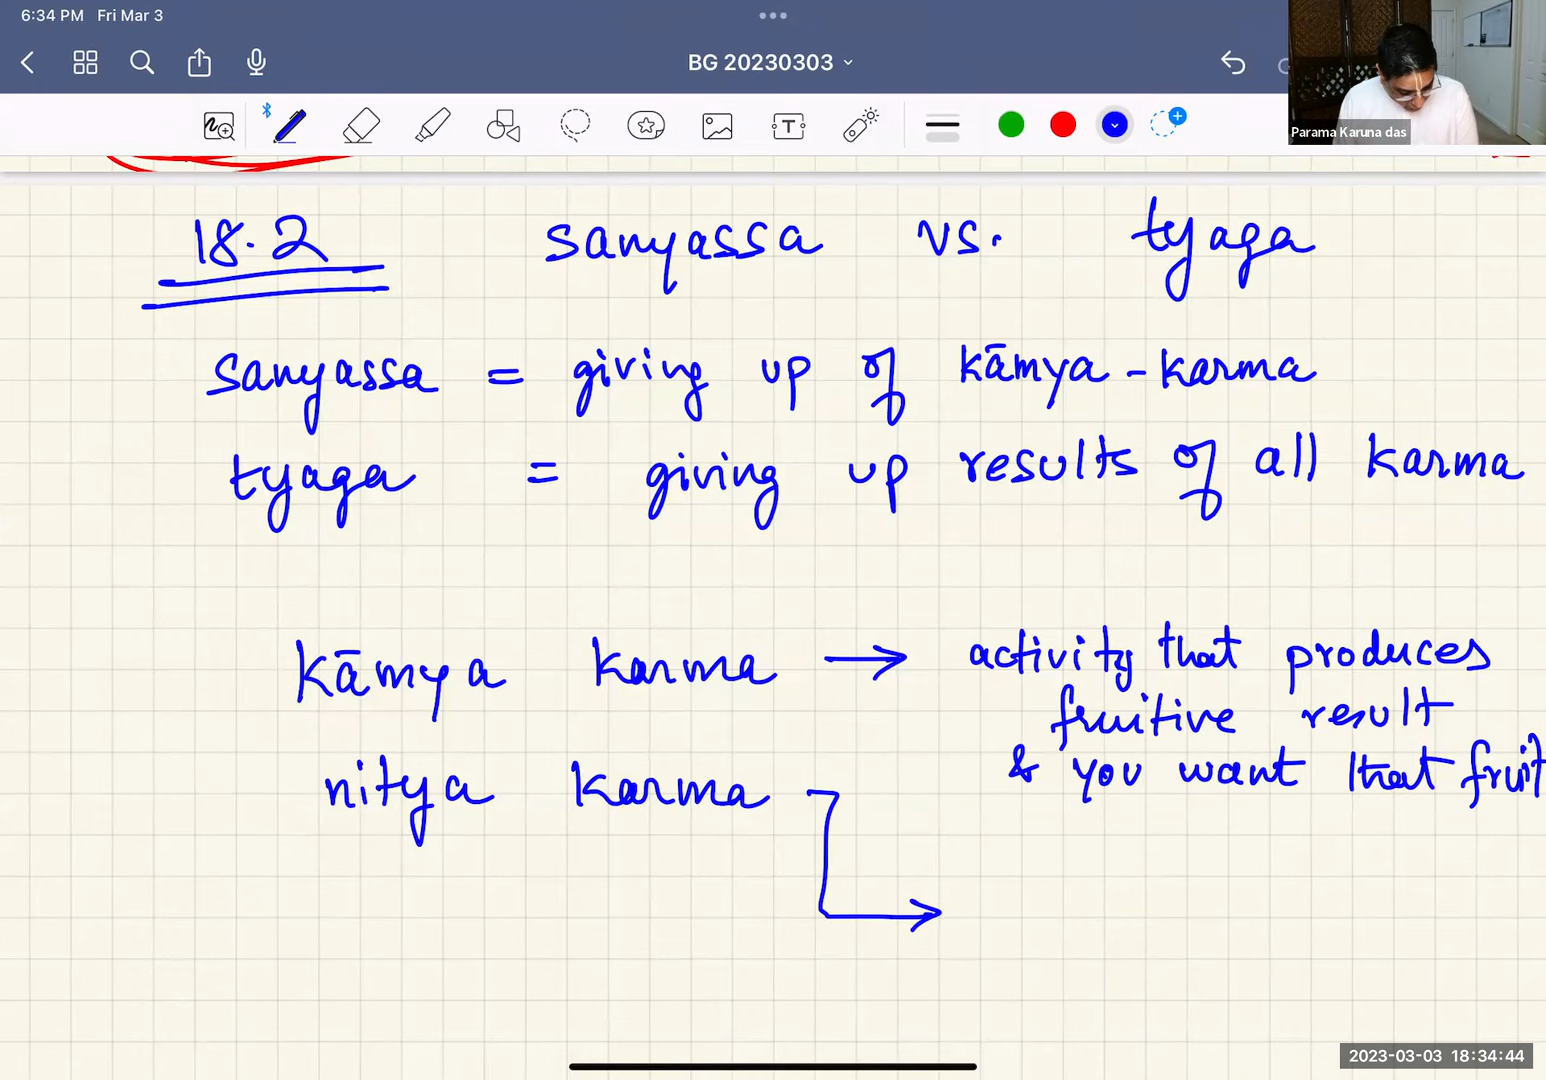 6:34 PM Fri Mar 3
BG 20230303
Parama Karuna das
18.2 sanyassa vs. tyaga
sanyassa = giving up of kāmya-karma
tyaga = giving up results of all karma
kāmya karma → activity that produces
fruitive result
& you want that fruit
nitya karma
2023-03-03 18:34:44